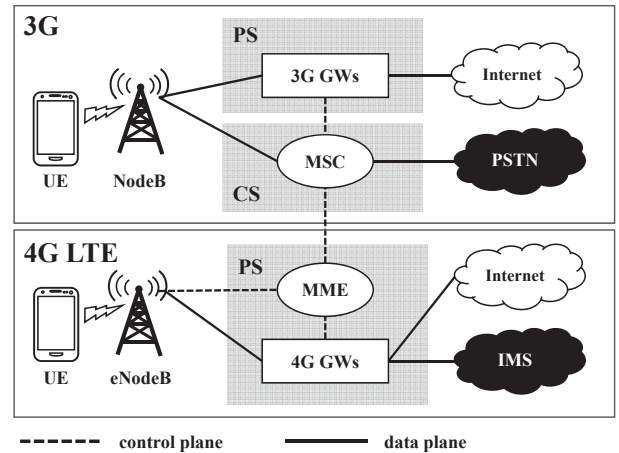 3G
PS
3G GWs
Internet
MSC
PSTN
UE
NodeB
CS
4G LTE
PS
MME
Internet
4G GWs
IMS
UE
eNodeB
control plane
data plane